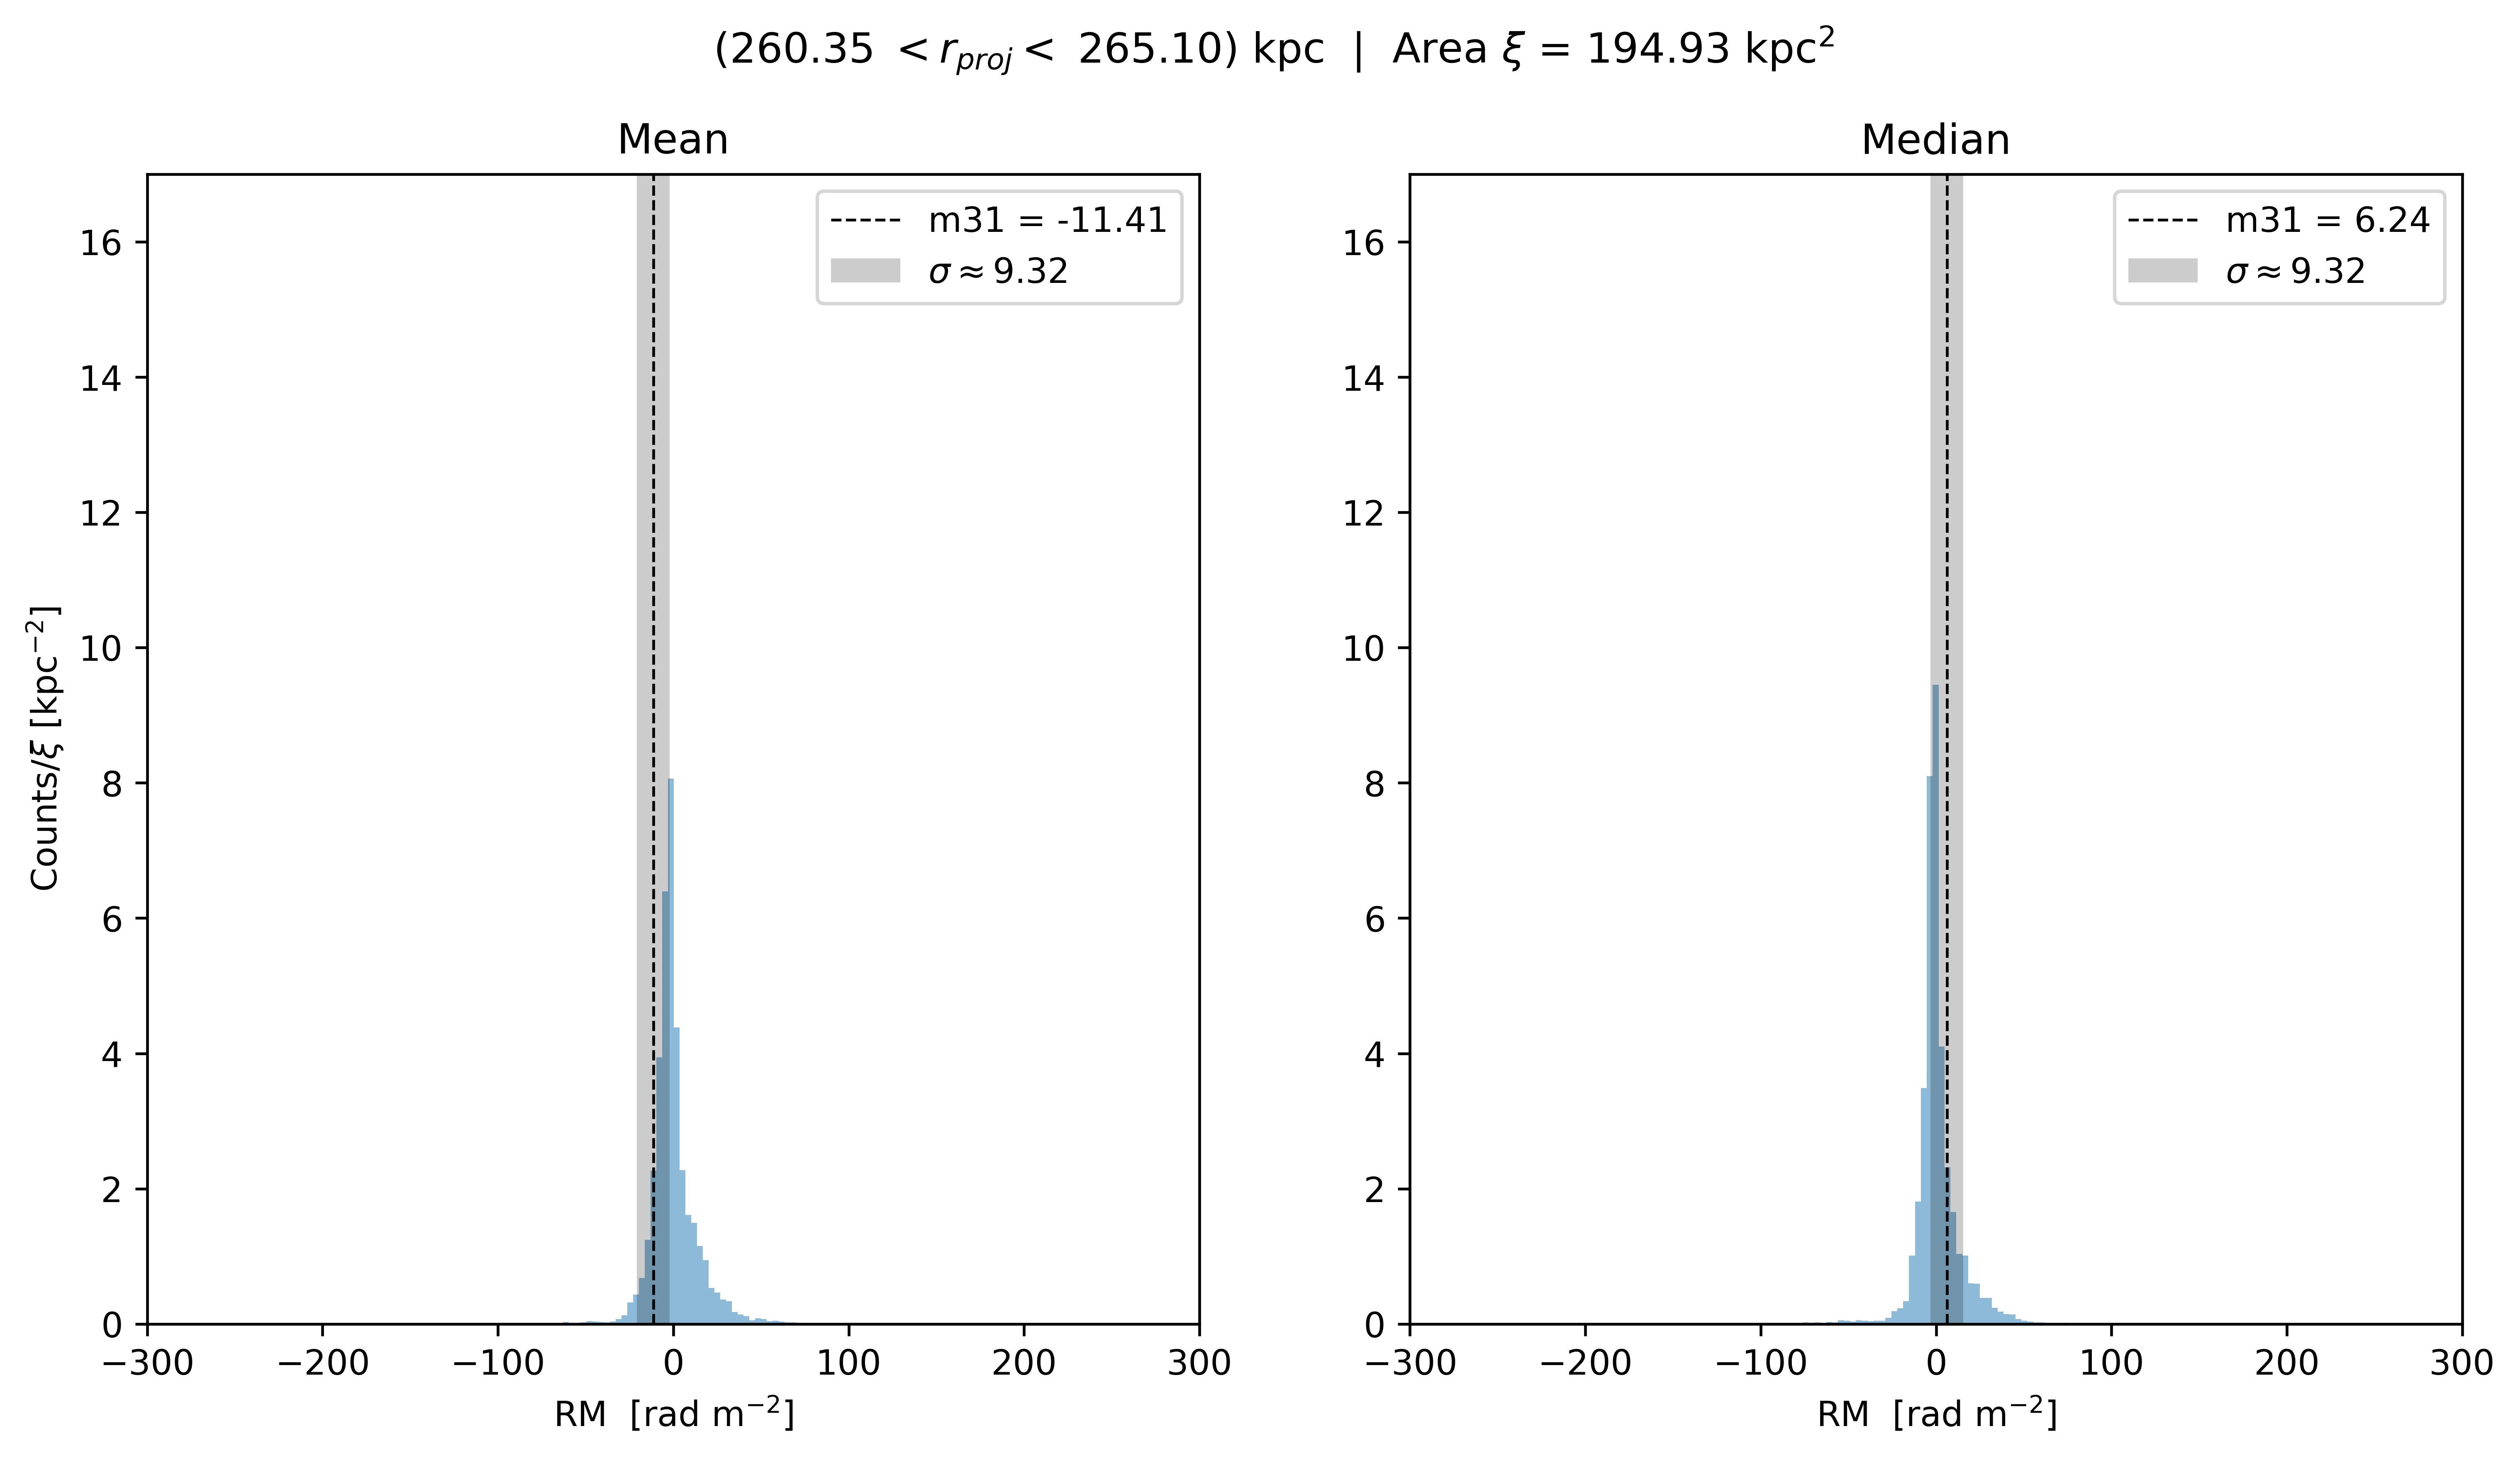 (260.35 < r_proj < 265.10) kpc | Area ξ = 194.93 kpc²
Mean
m31 = -11.41
σ ≈ 9.32
16
14
12
10
8
6
4
2
0
Counts/ξ [kpc⁻²]
−300 −200 −100 0 100 200 300
RM [rad m⁻²]
Median
m31 = 6.24
σ ≈ 9.32
16
14
12
10
8
6
4
2
0
−300 −200 −100 0 100 200 300
RM [rad m⁻²]